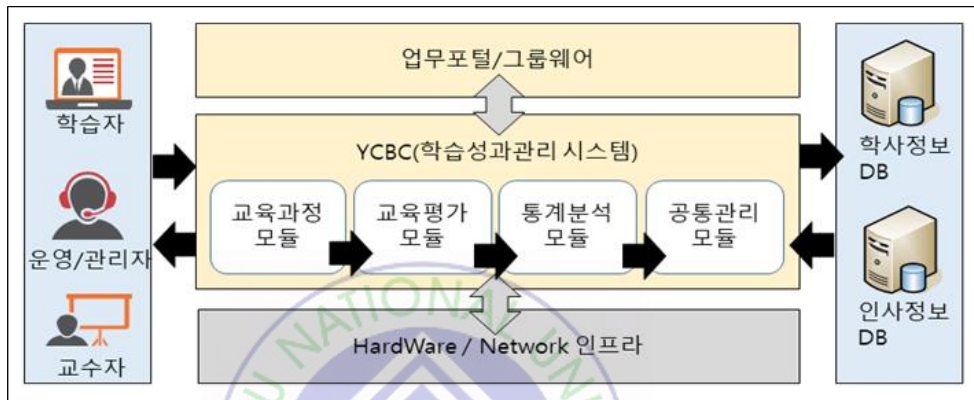 학습자
운영/관리자
교수자
업무포털/그룹웨어
YCBC(학습성과관리 시스템)
교육과정
모듈
교육평가
모듈
통계분석
모듈
공통관리
모듈
HardWare / Network 인프라
학사정보
DB
인사정보
DB
NATIONAL UNI